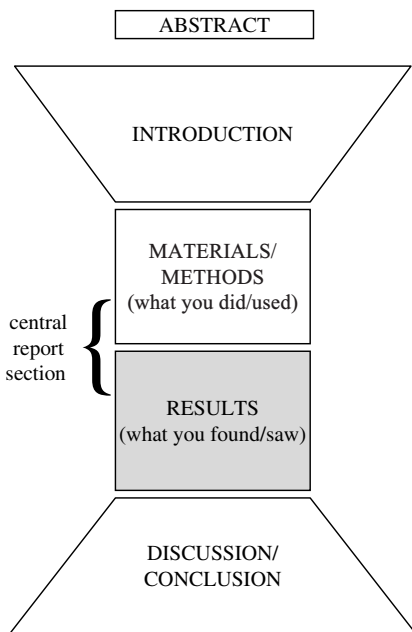 ABSTRACT
INTRODUCTION
MATERIALS/
METHODS
(what you did/used)
central
report
section
RESULTS
(what you found/saw)
DISCUSSION/
CONCLUSION